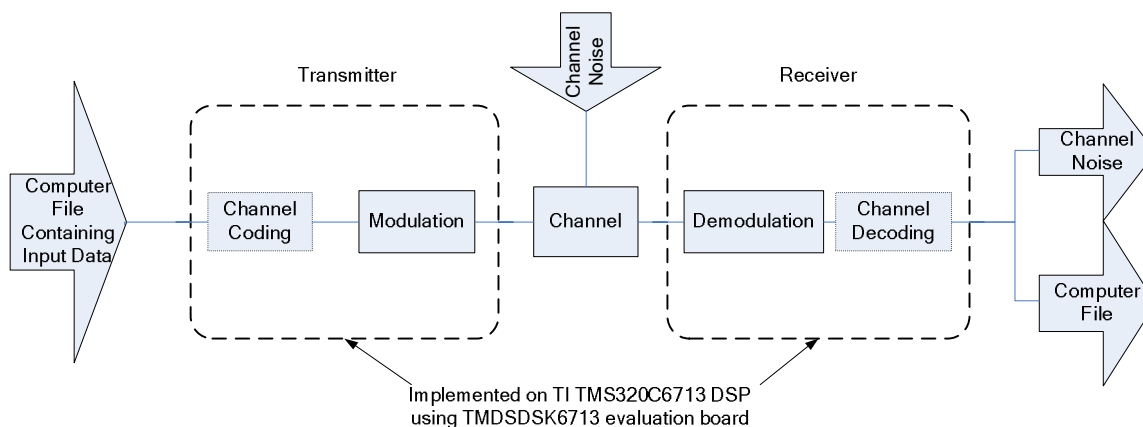 Transmitter
Channel
Noise
Receiver
Computer
File
Containing
Input Data
Channel
Coding
Modulation
Channel
Demodulation
Channel
Decoding
Channel
Noise
Computer
File
Implemented on TI TMS320C6713 DSP
using TMDSDSK6713 evaluation board